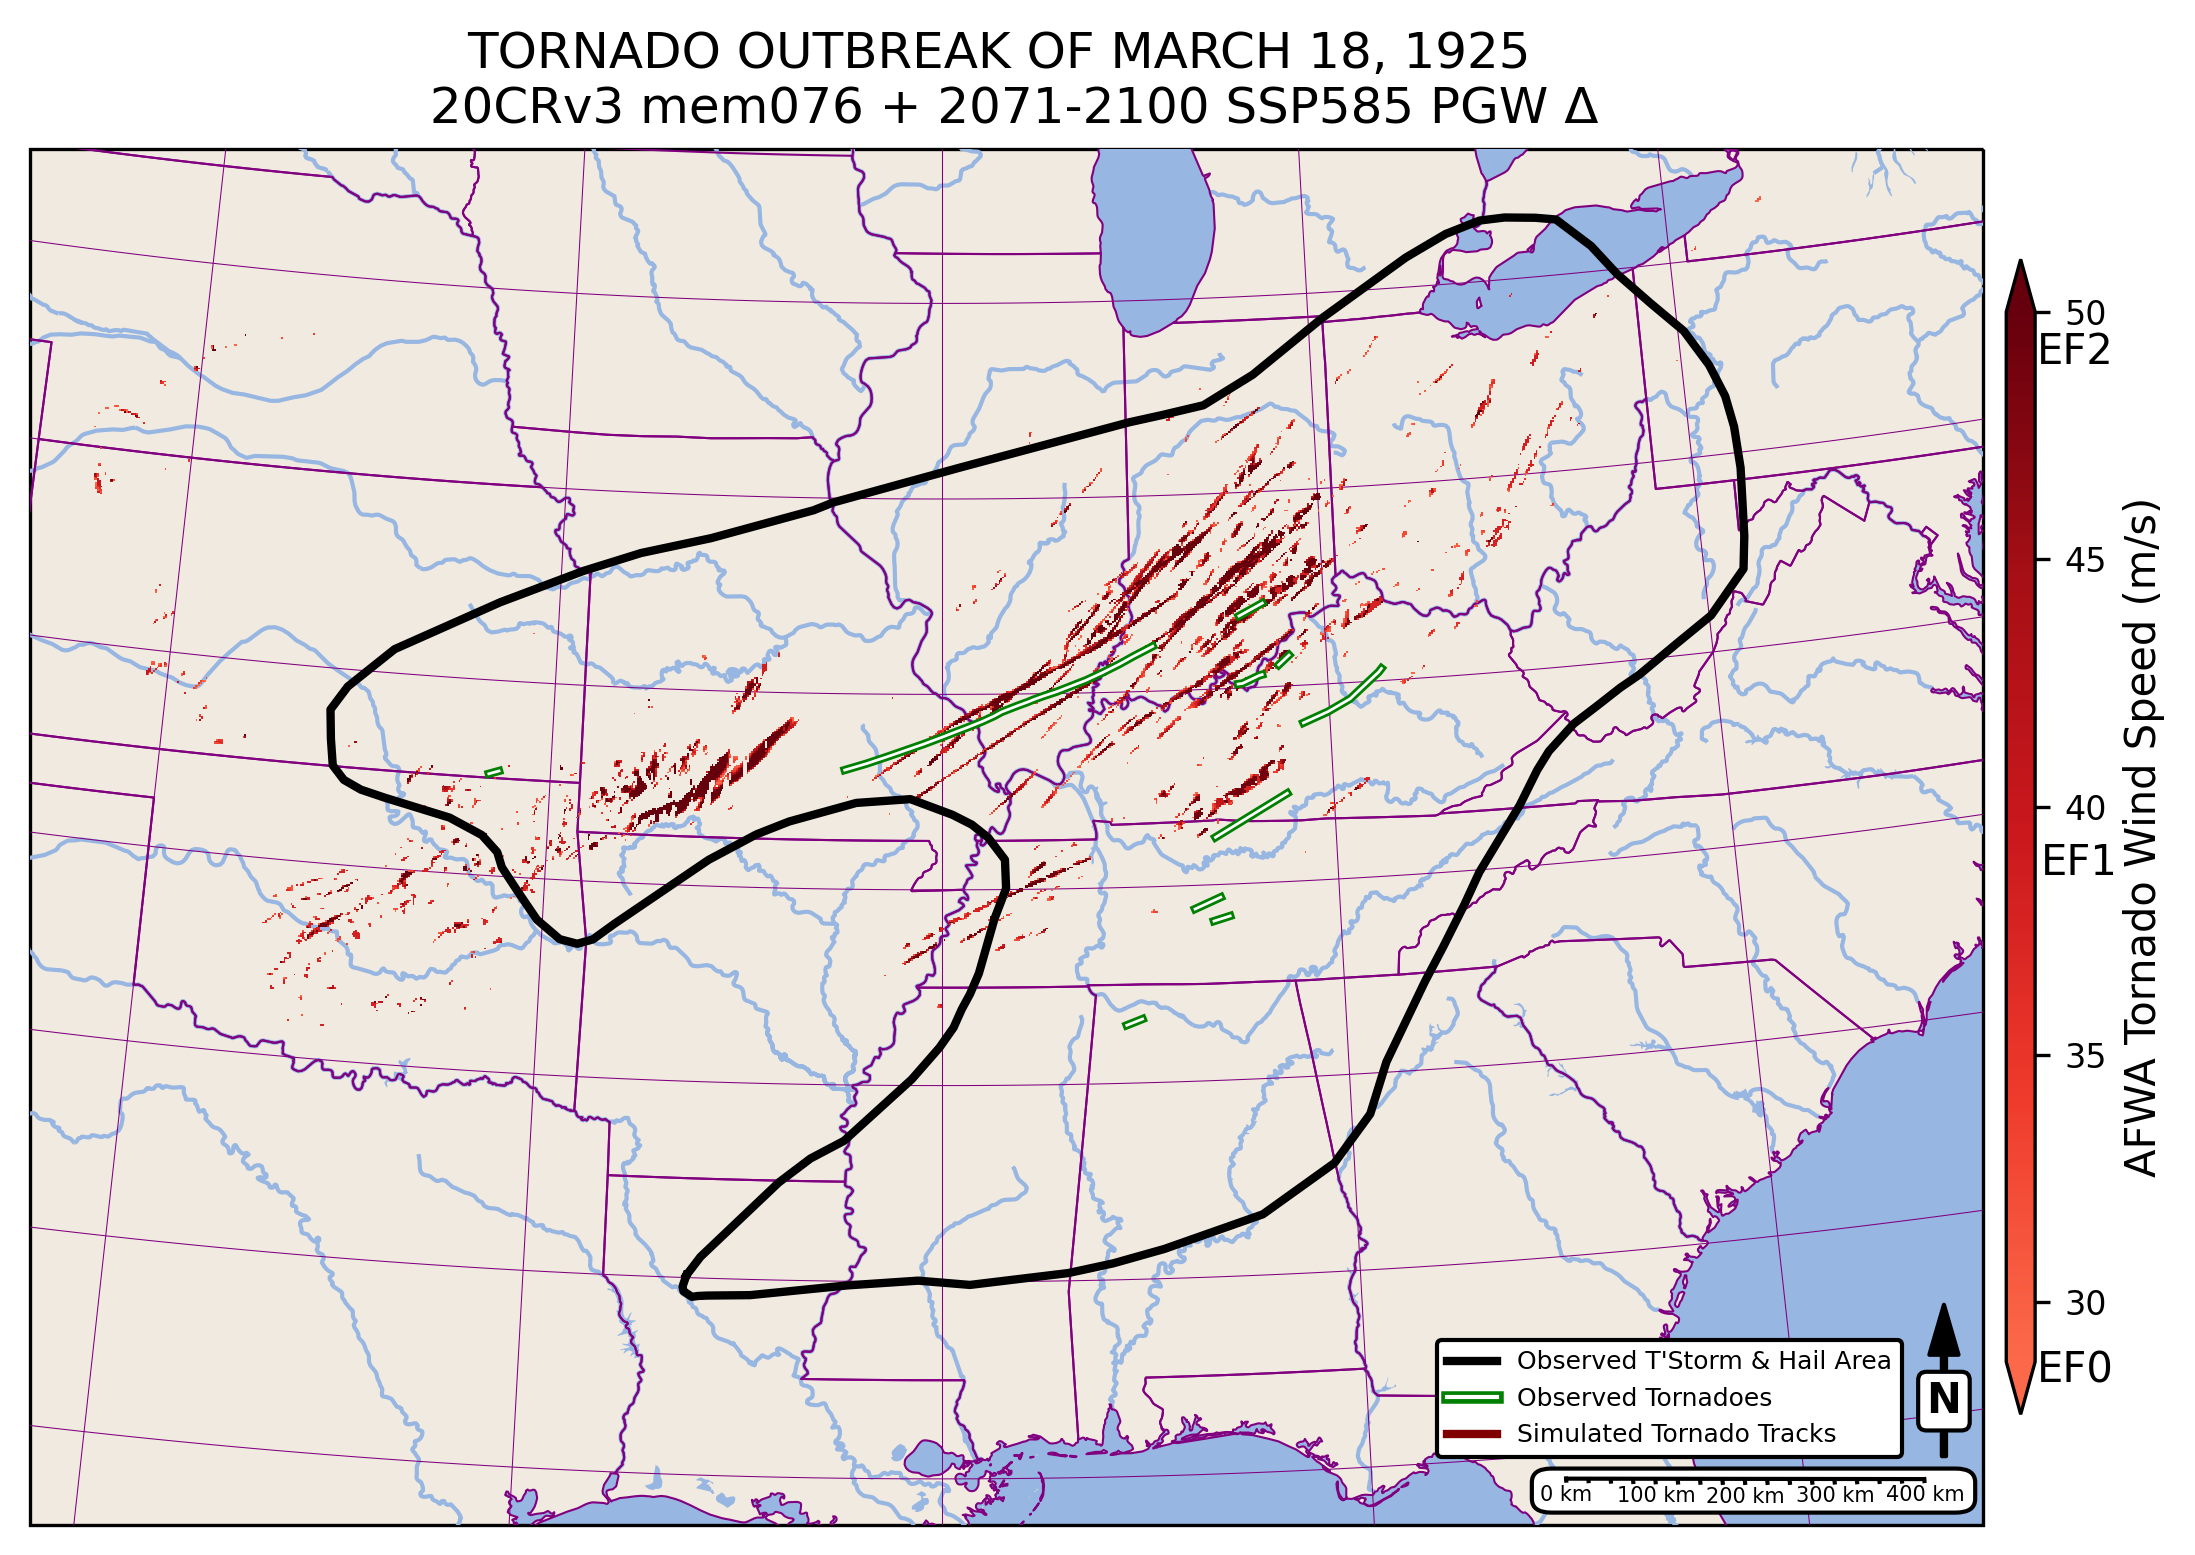 TORNADO OUTBREAK OF MARCH 18, 1925
20CRv3 mem076 + 2071-2100 SSP585 PGW Δ
50
EF2
45
40
EF1
35
30
EF0
AFWA Tornado Wind Speed (m/s)
Observed T'Storm & Hail Area
Observed Tornadoes
Simulated Tornado Tracks
N
0 km 100 km 200 km 300 km 400 km